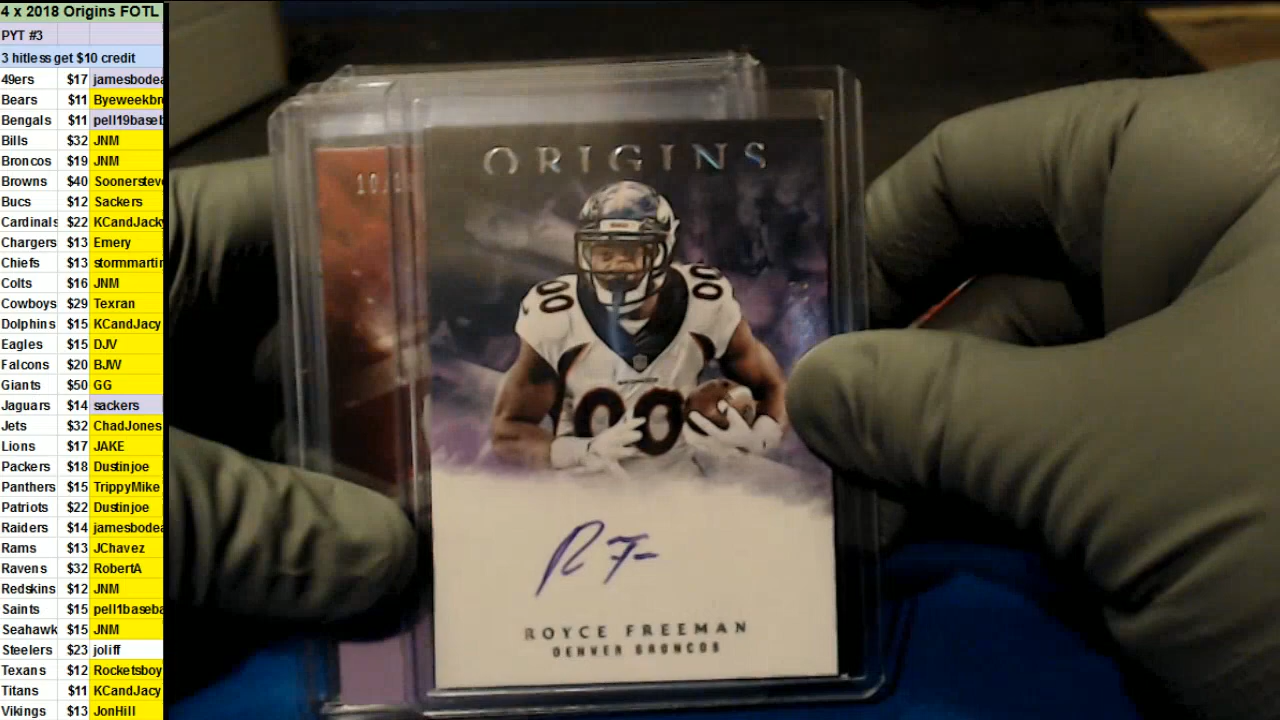 4 x 2018 Origins FOTL
PYT #3
3 hitless get $10 credit
49ers $17 jamesbodea
Bears $11 Byeweekbr
Bengals $11 pell19baseb
Bills $32 JNM
Broncos $19 JNM
Browns $40 Soonersteve
Bucs $12 Sackers
Cardinals $22 KCandJacky
Chargers $13 Emery
Chiefs $13 stormmartin
Colts $16 JNM
Cowboys $29 Texran
Dolphins $15 KCandJacy
Eagles $15 DJV
Falcons $20 BJW
Giants $50 GG
Jaguars $14 sackers
Jets $32 ChadJones
Lions $17 JAKE
Packers $18 Dustinjoe
Panthers $15 TrippyMike
Patriots $22 Dustinjoe
Raiders $14 jamesbodea
Rams $13 JChavez
Ravens $32 RobertA
Redskins $12 JNM
Saints $15 pell1baseba
Seahawk $15 JNM
Steelers $23 joliff
Texans $12 Rocketsboy
Titans $11 KCandJacy
Vikings $13 JonHill
ORIGINS
00 00
00
R F
ROYCE FREEMAN
DENVER BRONCOS